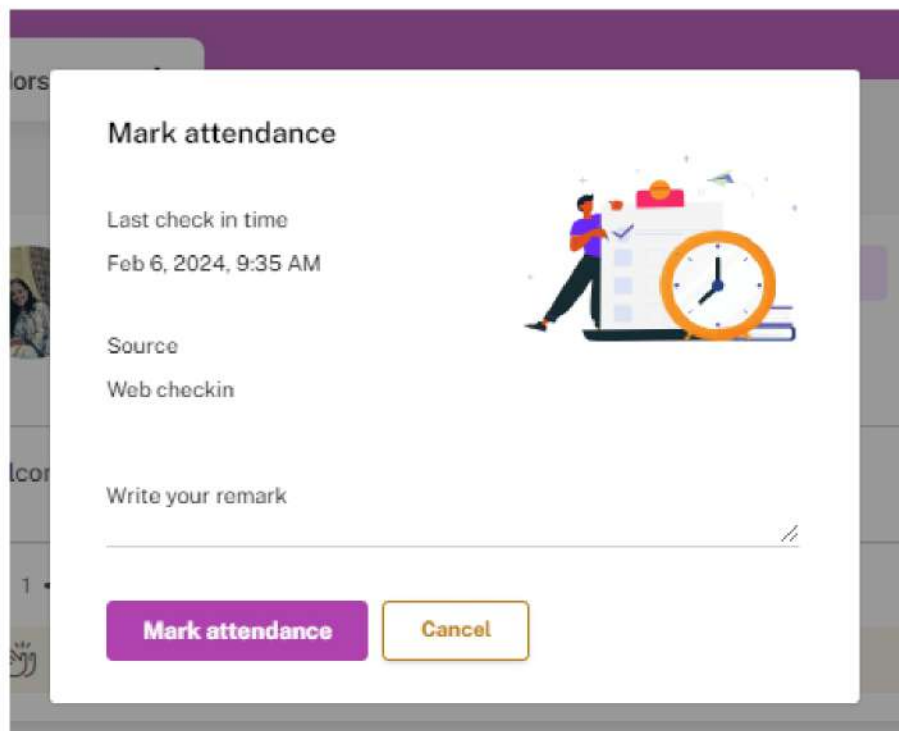 Mark attendance
Last check in time
Feb 6, 2024, 9:35 AM
Source
Web checkin
Write your remark
Mark attendance
Cancel
1